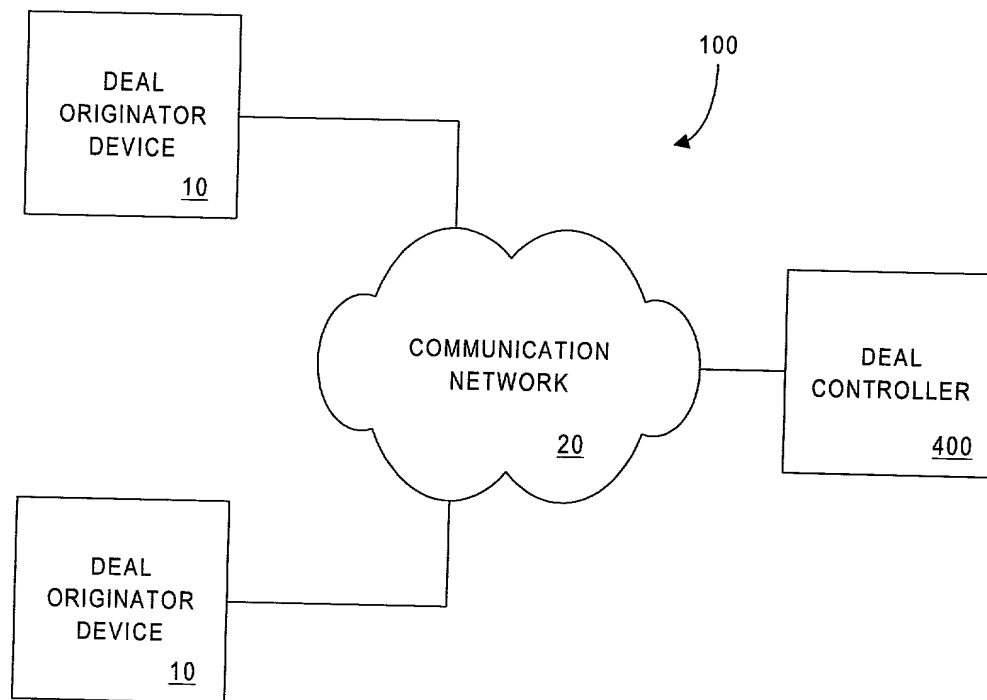 DEAL
ORIGINATOR
DEVICE
10
100
COMMUNICATION
NETWORK
20
DEAL
CONTROLLER
400
DEAL
ORIGINATOR
DEVICE
10